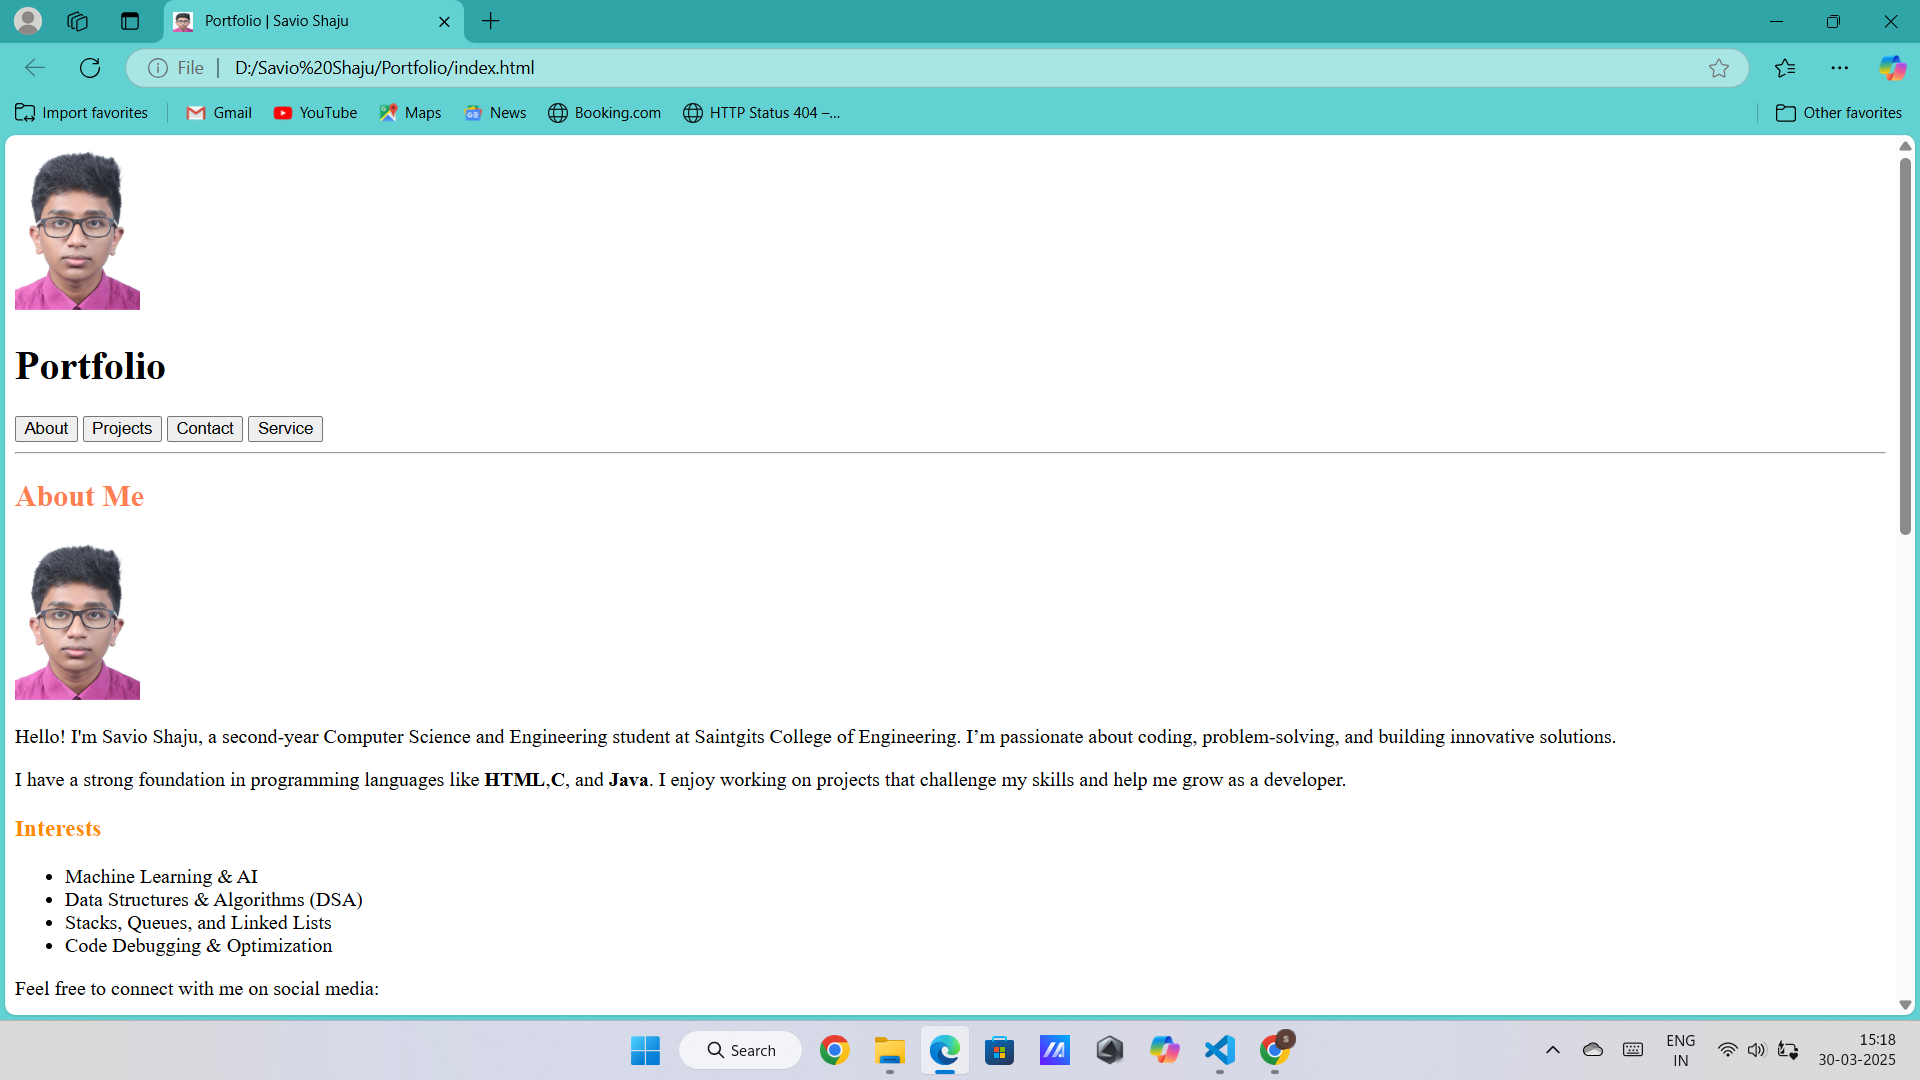 Portfolio | Savio Shaju
File
D:/Savio%20Shaju/Portfolio/index.html
Import favorites
Gmail
YouTube
Maps
News
Booking.com
HTTP Status 404 –...
Other favorites
Portfolio
About
Projects
Contact
Service
About Me
Hello! I'm Savio Shaju, a second-year Computer Science and Engineering student at Saintgits College of Engineering. I’m passionate about coding, problem-solving, and building innovative solutions.
I have a strong foundation in programming languages like HTML,C, and Java. I enjoy working on projects that challenge my skills and help me grow as a developer.
Interests
• Machine Learning & AI
• Data Structures & Algorithms (DSA)
• Stacks, Queues, and Linked Lists
• Code Debugging & Optimization
Feel free to connect with me on social media:
Search
ENG
IN
15:18
30-03-2025